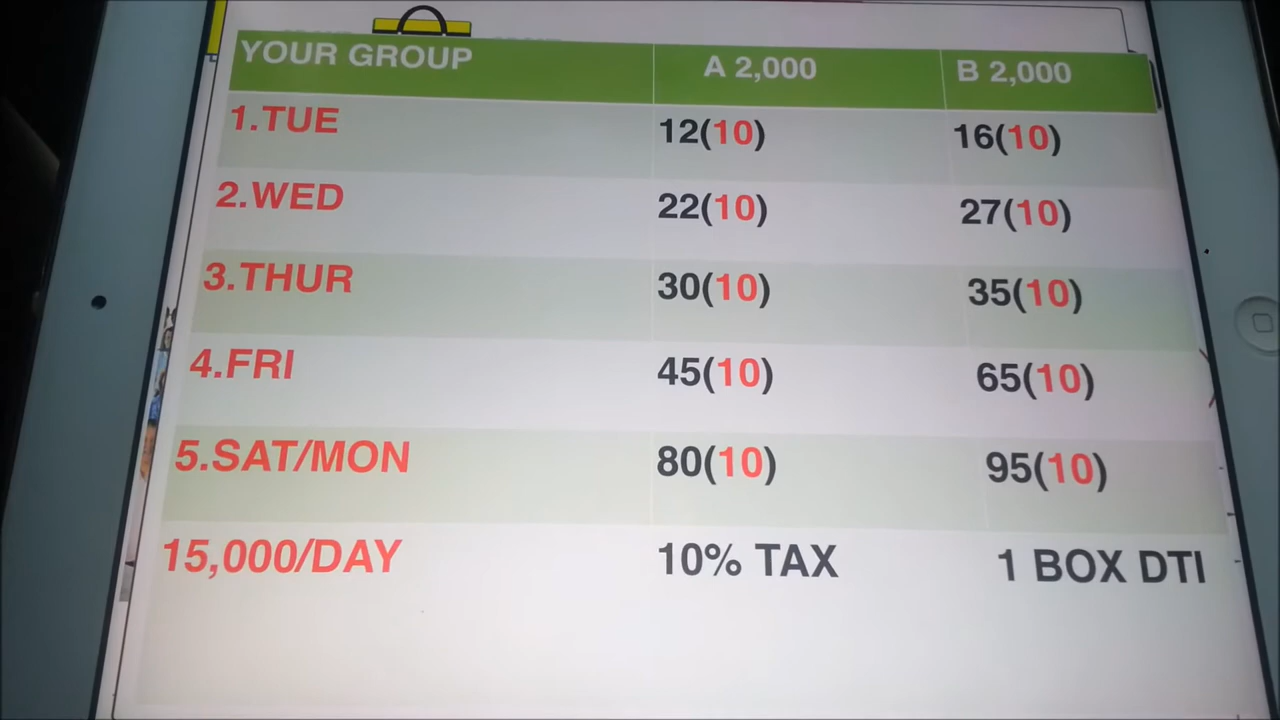 YOUR GROUP A 2,000 B 2,000
1.TUE 12(10) 16(10)
2.WED 22(10) 27(10)
3.THUR 30(10) 35(10)
4.FRI 45(10) 65(10)
5.SAT/MON 80(10) 95(10)
15,000/DAY 10% TAX 1 BOX DTI